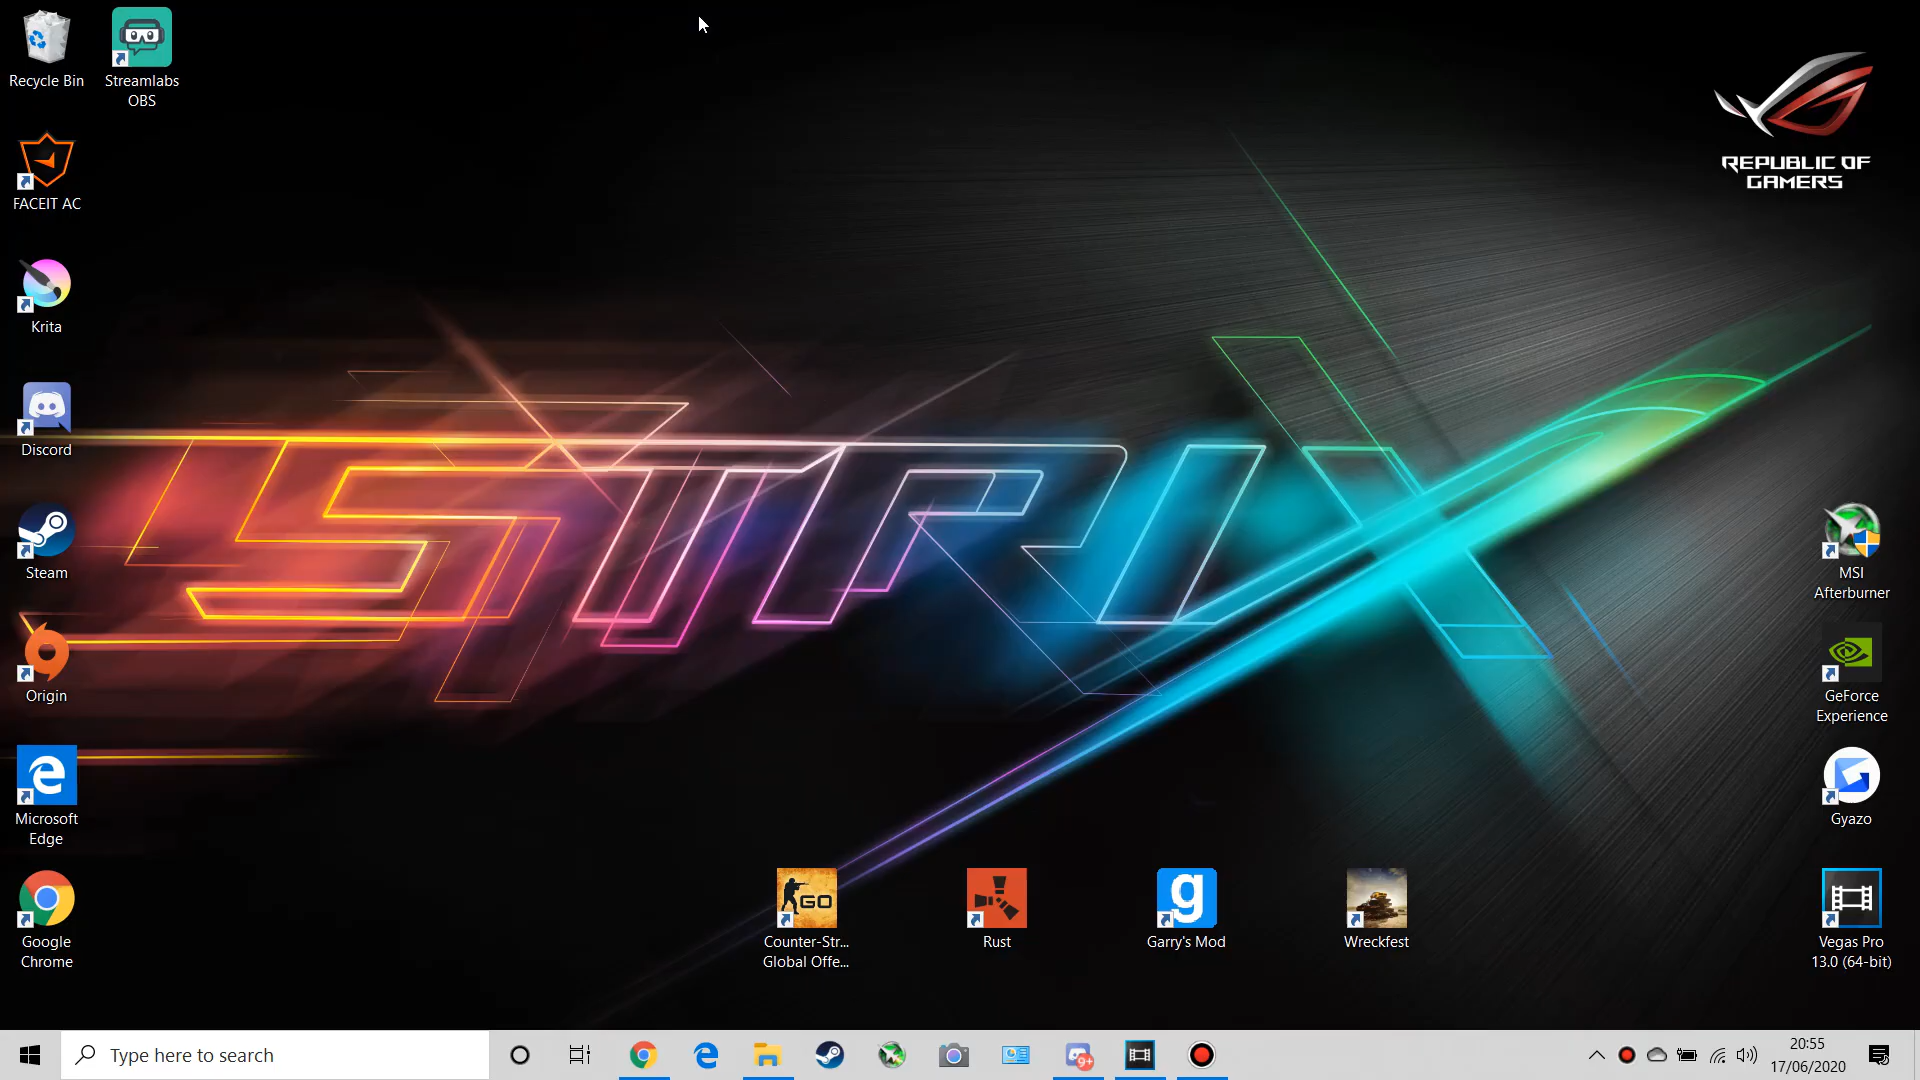 Recycle Bin
Streamlabs
OBS
REPUBLIC OF
GAMERS
FACEIT AC
Krita
Discord
STRIX
Steam
MSI
Afterburner
Origin
GeForce
Experience
Microsoft
Edge
Gyazo
GO
g
Google
Chrome
Counter-Str...
Global Offe...
Rust
Garry's Mod
Wreckfest
Vegas Pro
13.0 (64-bit)
Type here to search
9+
20:55
17/06/2020